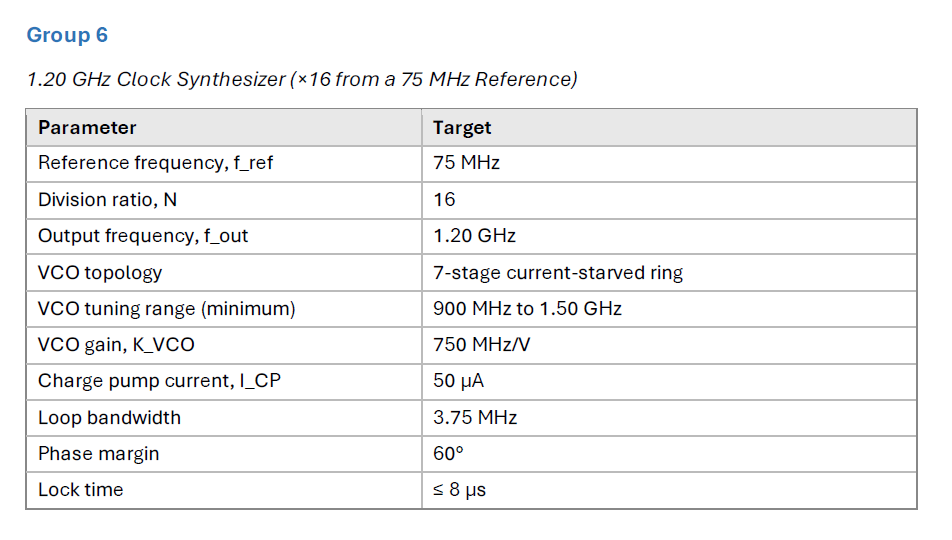 Group 6
1.20 GHz Clock Synthesizer (×16 from a 75 MHz Reference)
Parameter Target
Reference frequency, f_ref 75 MHz
Division ratio, N 16
Output frequency, f_out 1.20 GHz
VCO topology 7-stage current-starved ring
VCO tuning range (minimum) 900 MHz to 1.50 GHz
VCO gain, K_VCO 750 MHz/V
Charge pump current, I_CP 50 µA
Loop bandwidth 3.75 MHz
Phase margin 60°
Lock time ≤ 8 µs